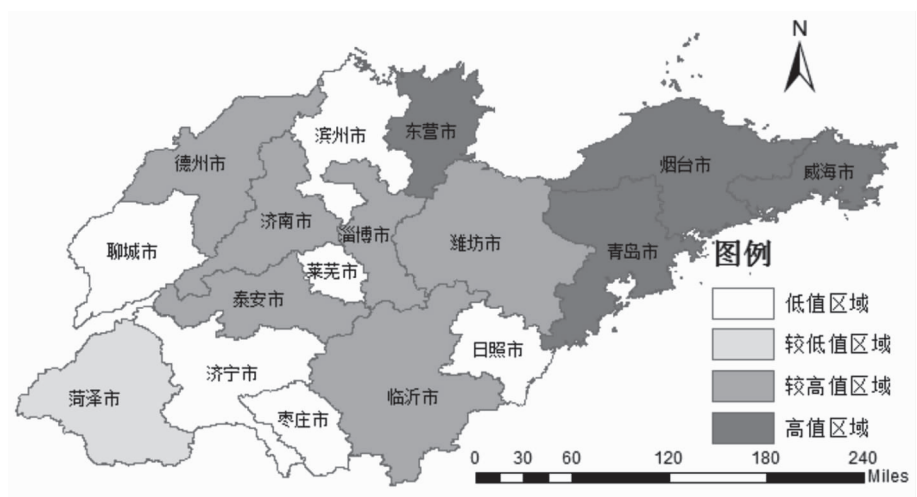 N
滨州市
东营市
德州市
烟台市
威海市
济南市
淄博市
潍坊市
聊城市
青岛市
莱芜市
泰安市
日照市
济宁市
菏泽市
临沂市
枣庄市
图例
低值区域
较低值区域
较高值区域
高值区域
0 30 60 120 180 240
Miles